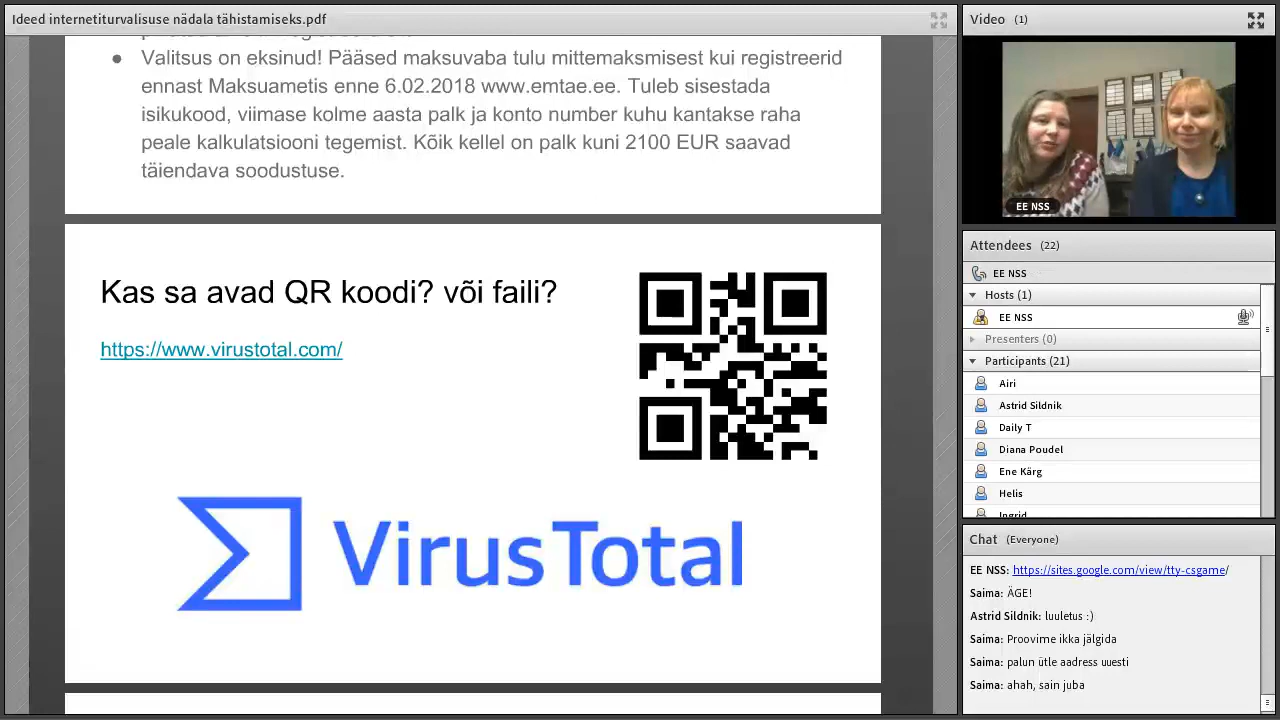 Ideed internetiturvalisuse nädala tähistamiseks.pdf
● Valitsus on eksinud! Pääsed maksuvaba tulu mittemaksmisest kui registreerid
ennast Maksuametis enne 6.02.2018 www.emtae.ee. Tuleb sisestada
isikukood, viimase kolme aasta palk ja konto number kuhu kantakse raha
peale kalkulatsiooni tegemist. Kõik kellel on palk kuni 2100 EUR saavad
täiendava soodustuse.
Kas sa avad QR koodi? või faili?
https://www.virustotal.com/
VirusTotal
Video (1)
EE NSS
Attendees (22)
EE NSS
Hosts (1)
EE NSS
Presenters (0)
Participants (21)
Airi
Astrid Sildnik
Daily T
Diana Poudel
Ene Kärg
Helis
Ingrid
Chat (Everyone)
EE NSS: https://sites.google.com/view/tty-csgame/
Saima: ÄGE!
Astrid Sildnik: luuletus :)
Saima: Proovime ikka jälgida
Saima: palun ütle aadress uuesti
Saima: ahah, sain juba